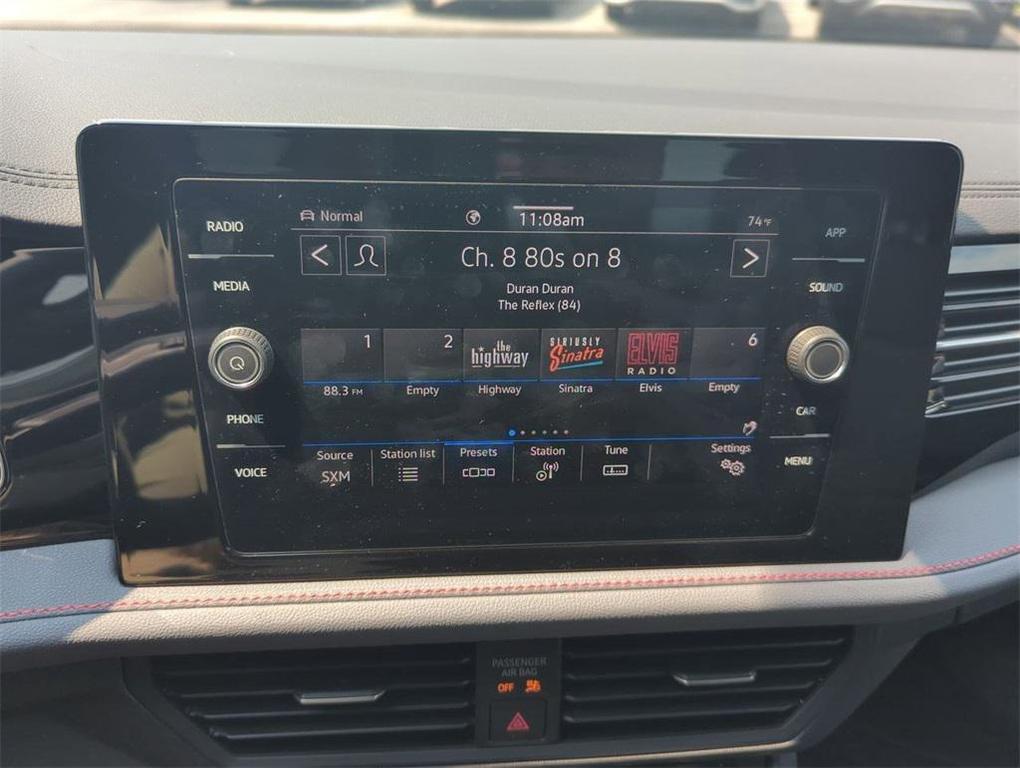 RADIO
MEDIA
PHONE
VOICE
Normal
11:08am
74°F
Ch. 8 80s on 8
Duran Duran
The Reflex (84)
1
2
the
highway
SIRIUSLY
Sinatra
ELVIS
RADIO
6
88.3 FM
Empty
Highway
Sinatra
Elvis
Empty
Source
SXM
Station list
Presets
Station
Tune
Settings
APP
SOUND
CAR
MENU
PASSENGER
AIR BAG
OFF